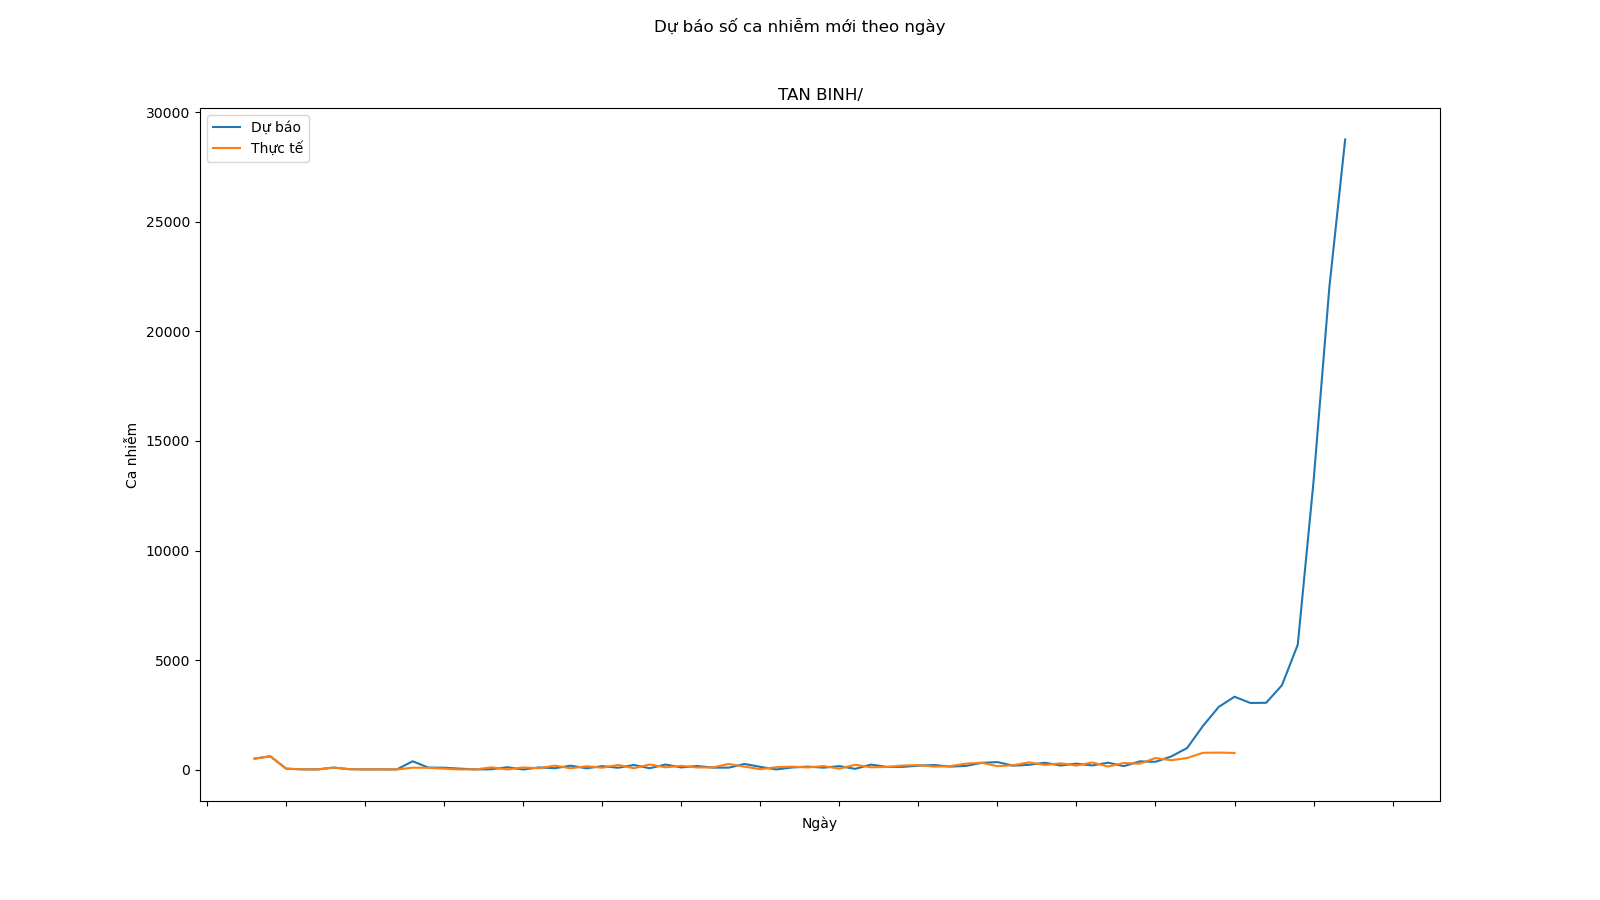 Dự báo số ca nhiễm mới theo ngày
TAN BINH/
30000
25000
20000
15000
10000
5000
0
Dự báo
Thực tế
Ca nhiễm
Ngày